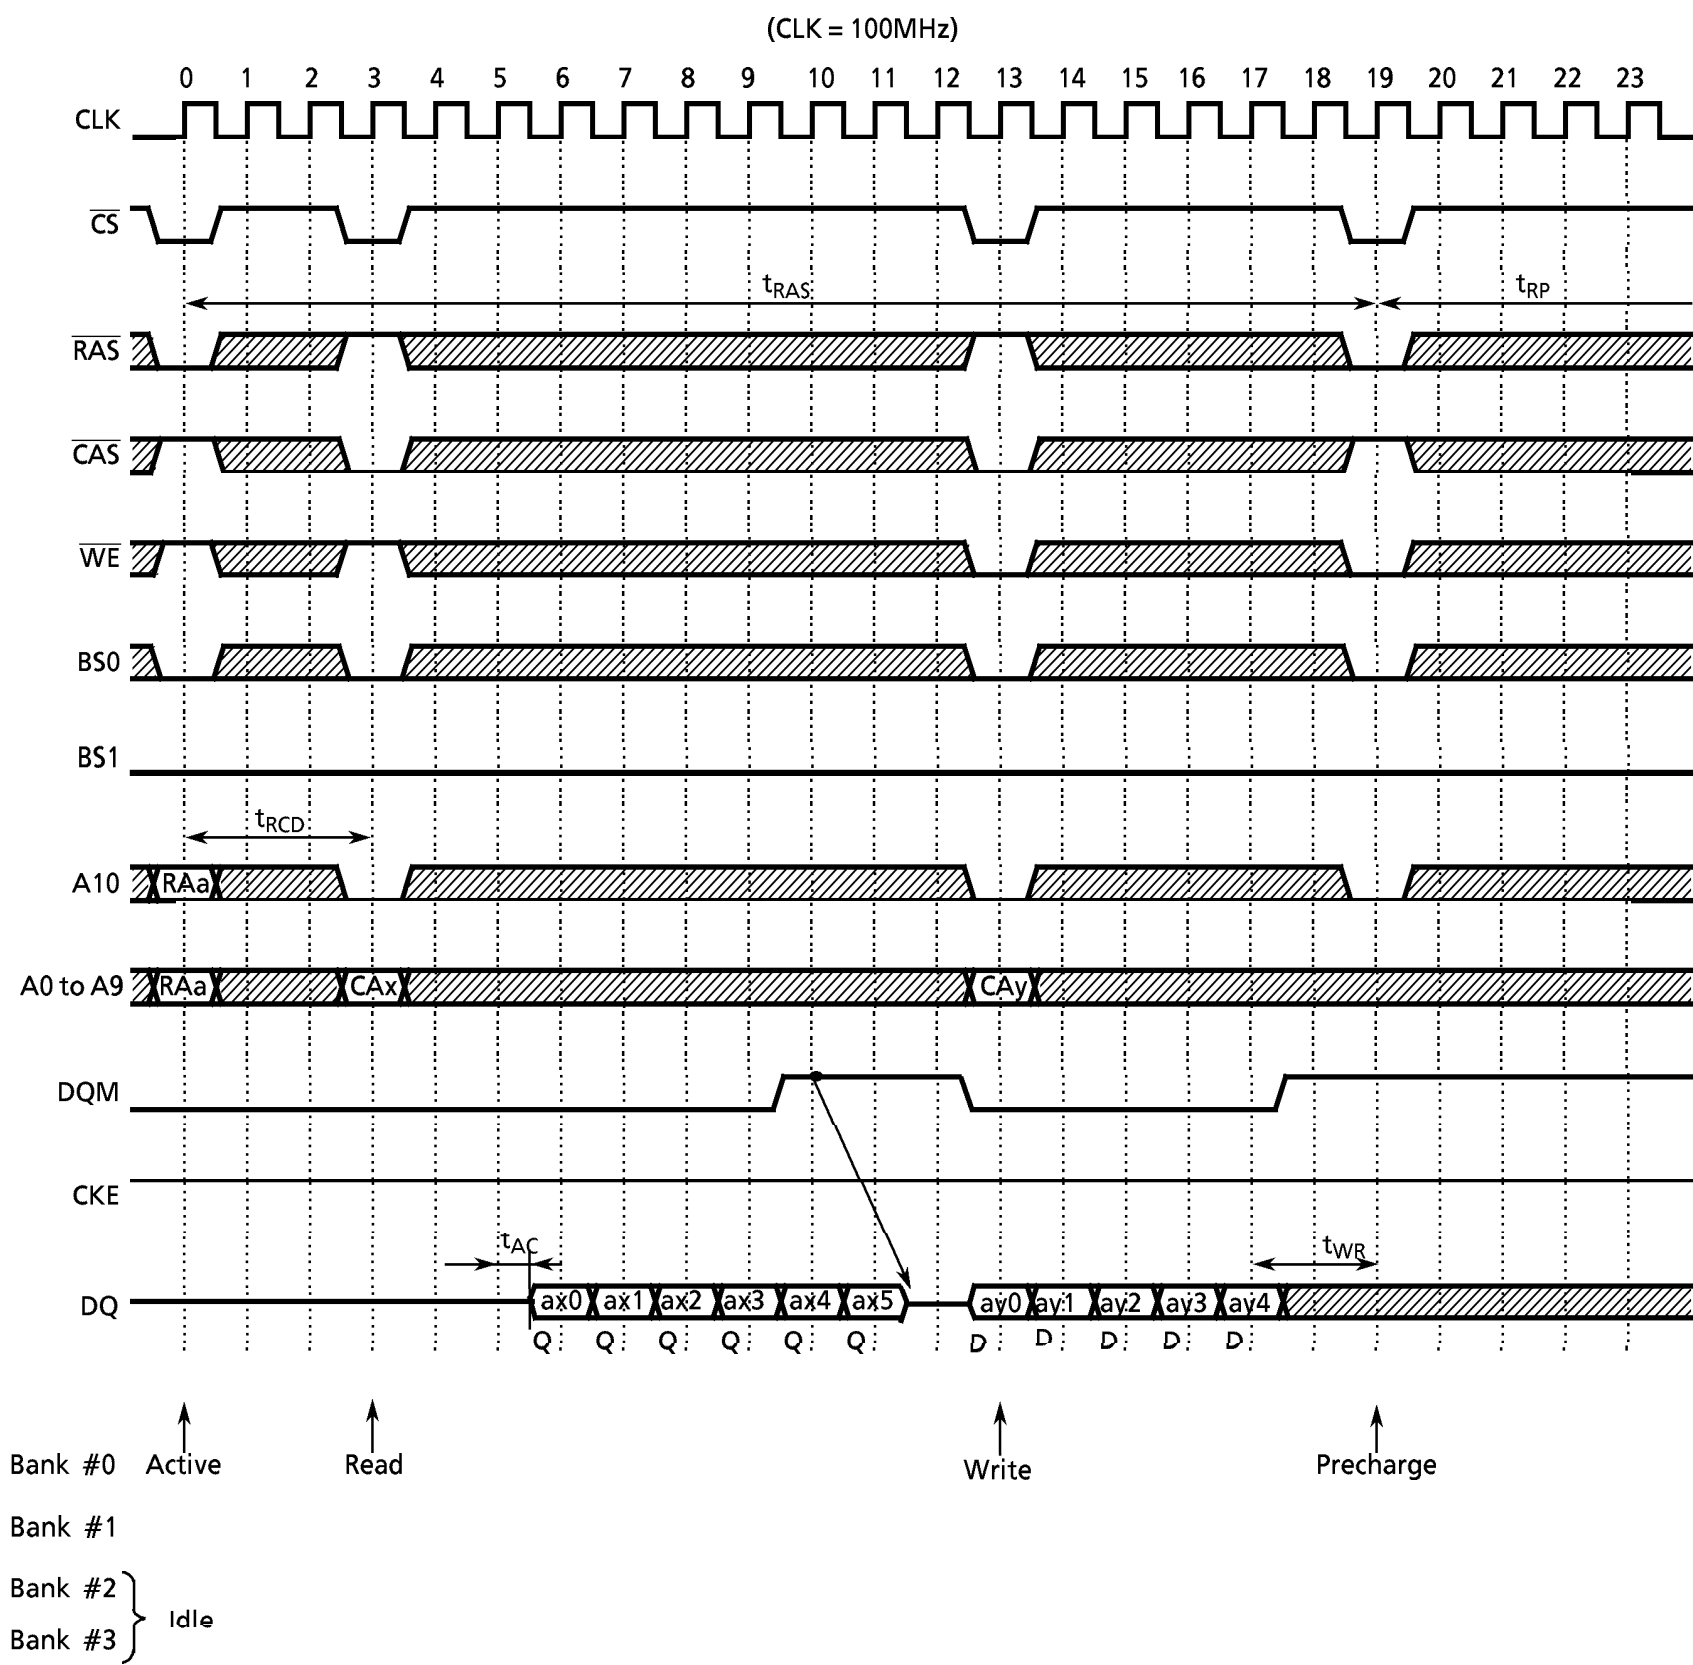 (CLK = 100MHz)
0 1 2 3 4 5 6 7 8 9 10 11 12 13 14 15 16 17 18 19 20 21 22 23
CLK
CS
tRAS tRP
RAS
CAS
WE
BS0
BS1
tRCD
A10 RAa
A0 to A9 RAa CAx CAy
DQM
CKE
tAC tWR
DQ ax0 ax1 ax2 ax3 ax4 ax5 ay0 ay1 ay2 ay3 ay4
Q Q Q Q Q Q D D D D D
Bank #0 Active Read Write Precharge
Bank #1
Bank #2
Idle
Bank #3